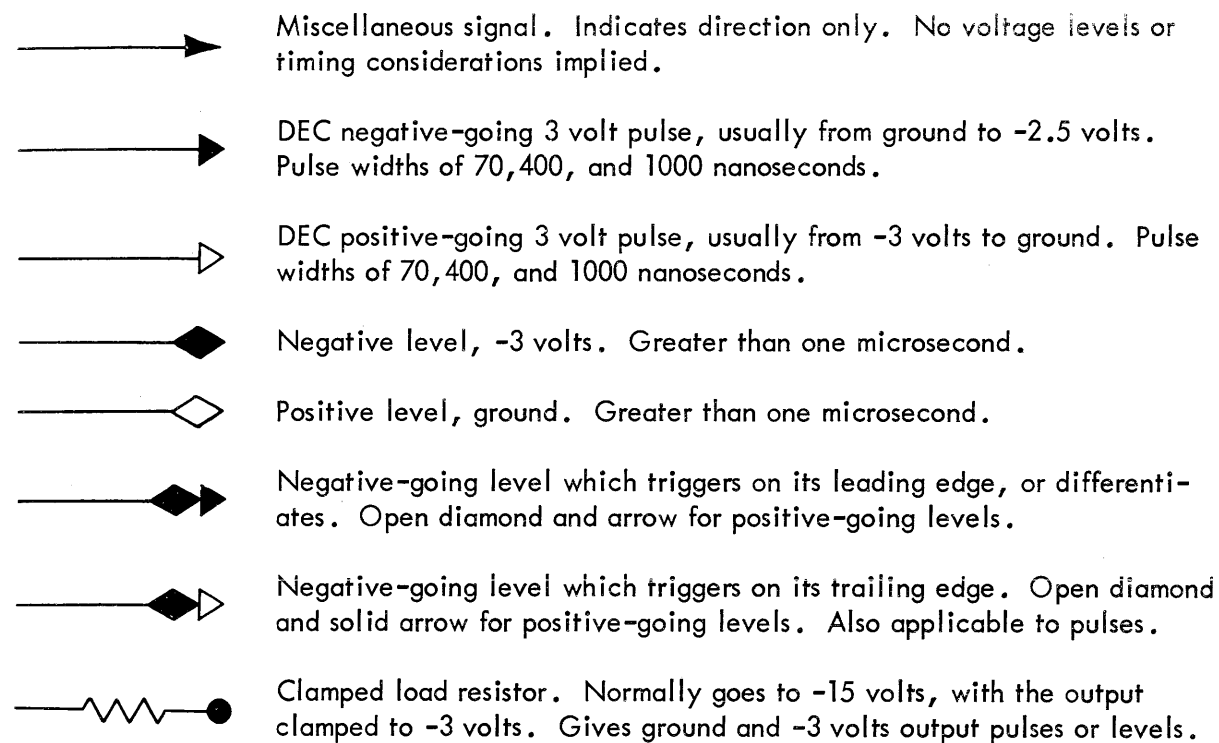 Miscellaneous signal. Indicates direction only. No voltage levels or
timing considerations implied.
DEC negative-going 3 volt pulse, usually from ground to -2.5 volts.
Pulse widths of 70,400, and 1000 nanoseconds.
DEC positive-going 3 volt pulse, usually from -3 volts to ground. Pulse
widths of 70,400, and 1000 nanoseconds.
Negative level, -3 volts. Greater than one microsecond.
Positive level, ground. Greater than one microsecond.
Negative-going level which triggers on its leading edge, or differenti-
ates. Open diamond and arrow for positive-going levels.
Negative-going level which triggers on its trailing edge. Open diamond
and solid arrow for positive-going levels. Also applicable to pulses.
Clamped load resistor. Normally goes to -15 volts, with the output
clamped to -3 volts. Gives ground and -3 volts output pulses or levels.